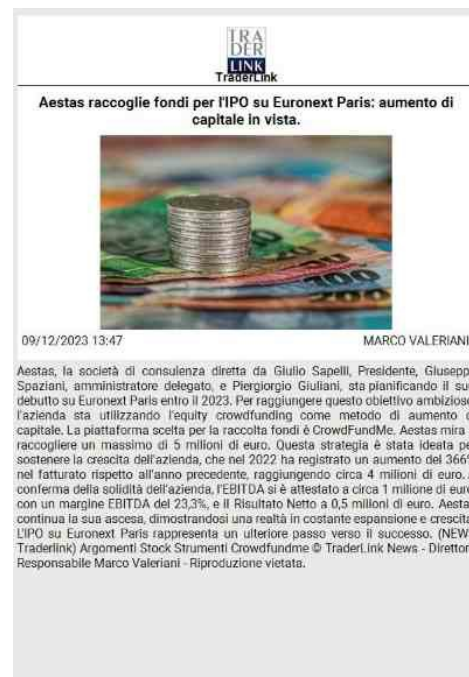 TRA
DER
LINK
TraderLink
Aestas raccoglie fondi per l'IPO su Euronext Paris: aumento di
capitale in vista.
100
200
09/12/2023 13:47
MARCO VALERIANI
Aestas, la società di consulenza diretta da Giulio Sapelli, Presidente, Giusepp
Spaziani, amministratore delegato, e Piergiorgio Giuliani, sta pianificando il su
debutto su Euronext Paris entro il 2023. Per raggiungere questo obiettivo ambizios
l'azienda sta utilizzando l'equity crowdfunding come metodo di aumento d
capitale. La piattaforma scelta per la raccolta fondi è CrowdFundMe. Aestas mira
raccogliere un massimo di 5 milioni di euro. Questa strategia è stata ideata pe
sostenere la crescita dell'azienda, che nel 2022 ha registrato un aumento del 366%
nel fatturato rispetto all'anno precedente, raggiungendo circa 4 milioni di euro.
conferma della solidità dell'azienda, l'EBITDA si è attestato a circa 1 milione di eur
con un margine EBITDA del 23,3%, e il Risultato Netto a 0,5 milioni di euro. Aesta
continua la sua ascesa, dimostrandosi una realtà in costante espansione e crescita
L'IPO su Euronext Paris rappresenta un ulteriore passo verso il successo. (NEW
Traderlink) Argomenti Stock Strumenti Crowdfundme © TraderLink News - Direttor
Responsabile Marco Valeriani - Riproduzione vietata.